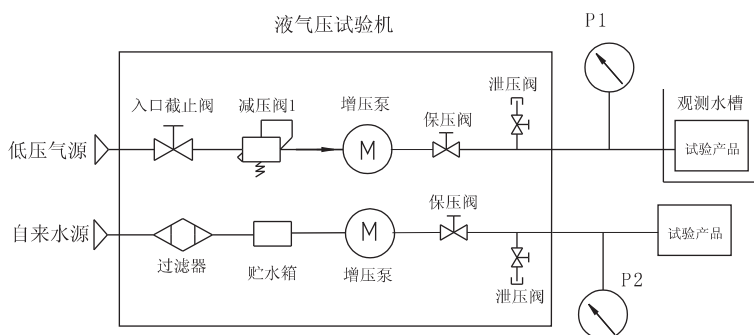 液气压试验机
P1
入口截止阀
减压阀1
增压泵
保压阀
泄压阀
观测水槽
低压气源
M
试验产品
自来水源
过滤器
贮水箱
M
增压泵
保压阀
泄压阀
试验产品
P2